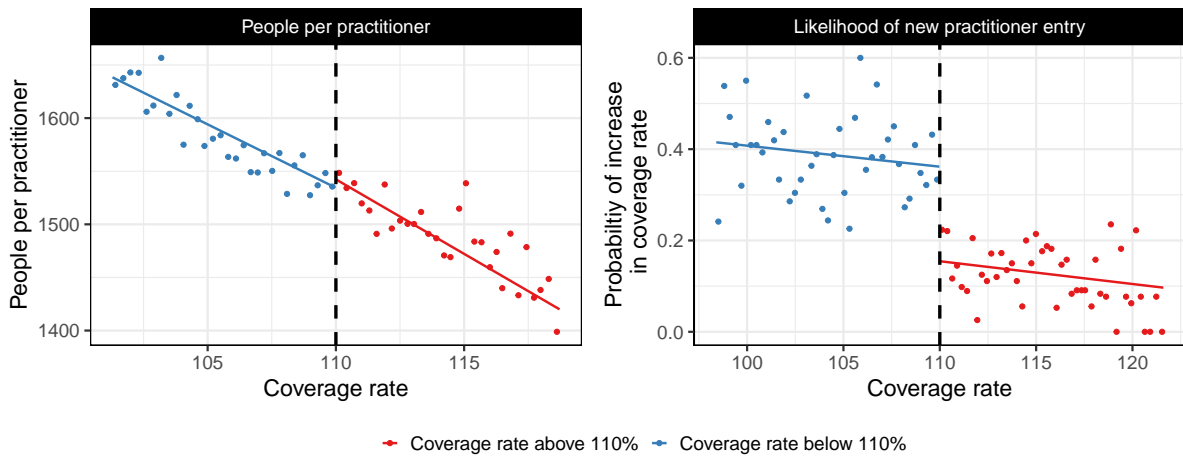 People per practitioner
Likelihood of new practitioner entry
People per practitioner
1600
1500
1400
105
110
115
Coverage rate
Probabiltiy of increase
in coverage rate
0.6
0.4
0.2
0.0
100
105
110
115
120
Coverage rate
Coverage rate above 110%
Coverage rate below 110%